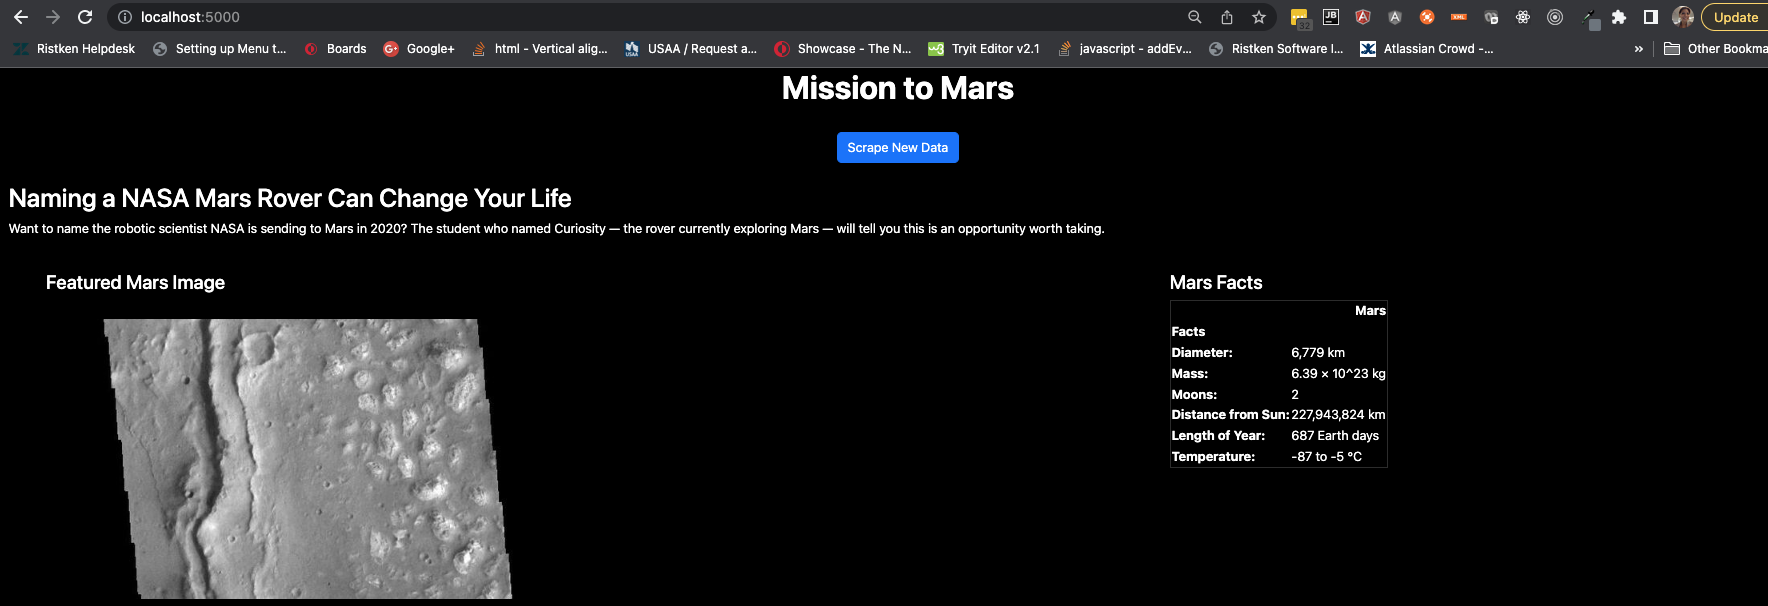 localhost:5000
JB
A
A
XML
32
Update
Ristken Helpdesk
Setting up Menu t...
Boards
G+ Google+
html - Vertical alig...
USAA USAA / Request a...
Showcase - The N...
w3 Tryit Editor v2.1
javascript - addEv...
Ristken Software I...
Atlassian Crowd -...
»
Other Bookma
Mission to Mars
Scrape New Data
Naming a NASA Mars Rover Can Change Your Life
Want to name the robotic scientist NASA is sending to Mars in 2020? The student who named Curiosity — the rover currently exploring Mars — will tell you this is an opportunity worth taking.
Featured Mars Image
Mars Facts
Mars
Facts
Diameter: 6,779 km
Mass: 6.39 × 10^23 kg
Moons: 2
Distance from Sun: 227,943,824 km
Length of Year: 687 Earth days
Temperature: -87 to -5 °C